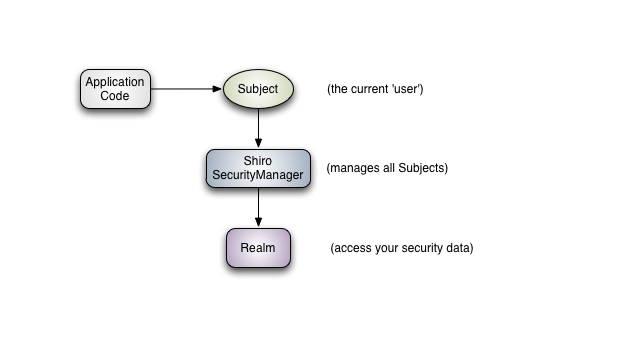 Application
Code
Subject
(the current 'user')
Shiro
SecurityManager
(manages all Subjects)
Realm
(access your security data)